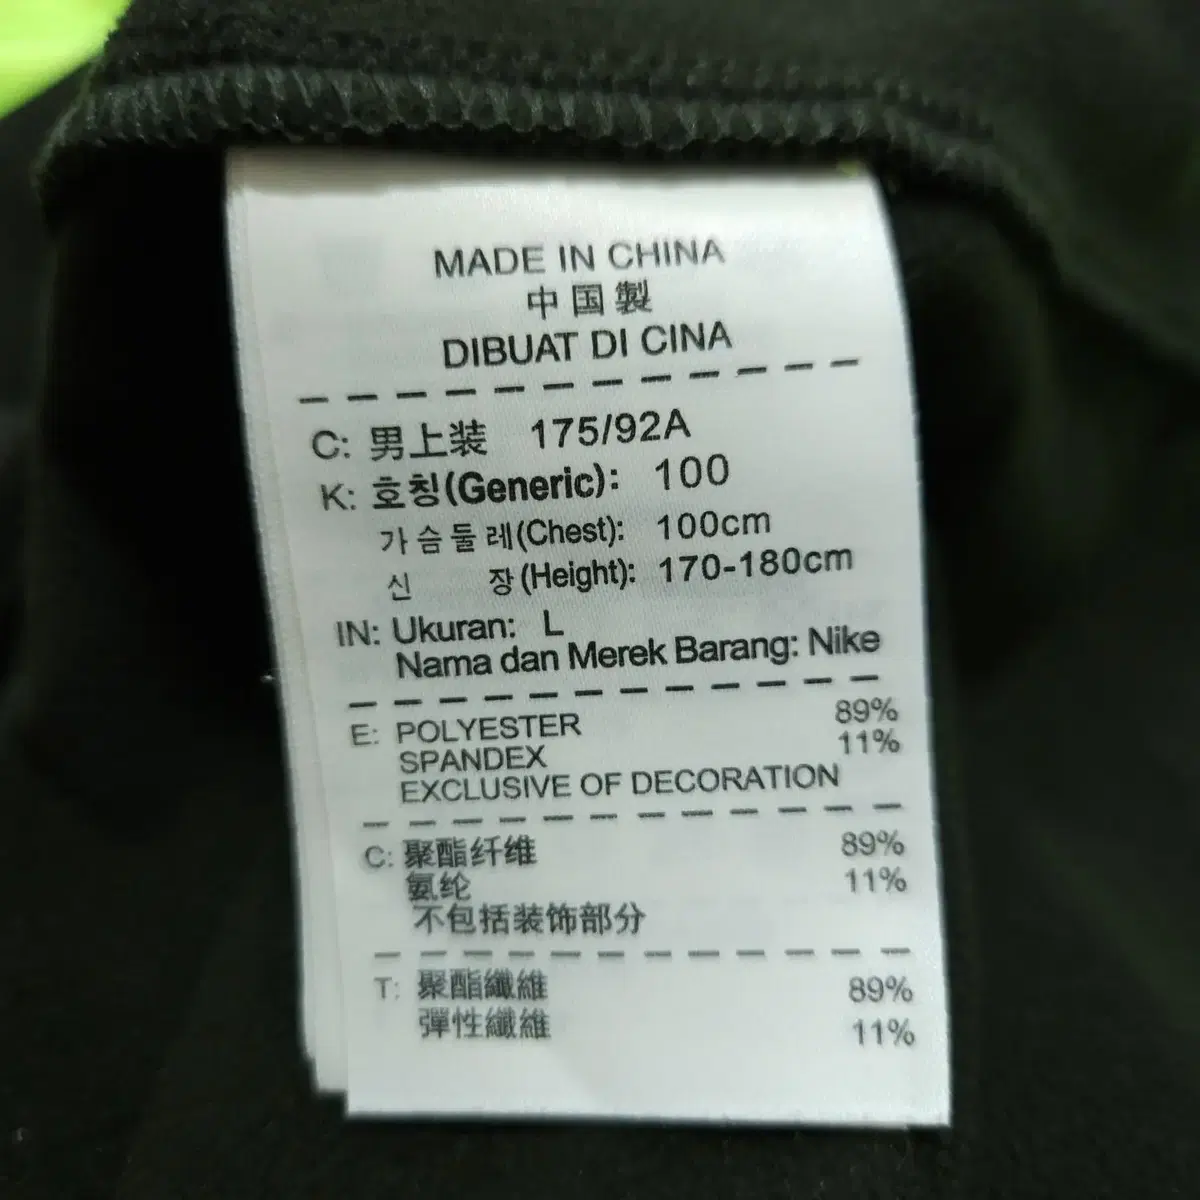 MADE IN CHINA
中国製
DIBUAT DI CINA
C: 男上装 175/92A
K: 호칭(Generic): 100
가슴둘레(Chest): 100cm
신 장(Height): 170-180cm
IN: Ukuran: L
Nama dan Merek Barang: Nike
E: POLYESTER 89%
SPANDEX 11%
EXCLUSIVE OF DECORATION
C: 聚酯纤维 89%
氨纶 11%
不包括装饰部分
T: 聚酯纖維 89%
彈性纖維 11%